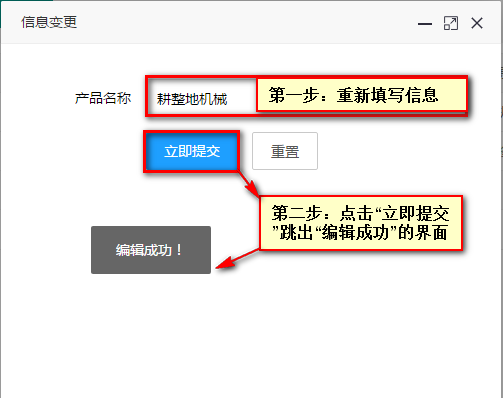 信息变更
产品名称 耕整地机械 第一步：重新填写信息
立即提交 重置
第二步：点击“立即提交
”跳出“编辑成功”的界面
编辑成功！